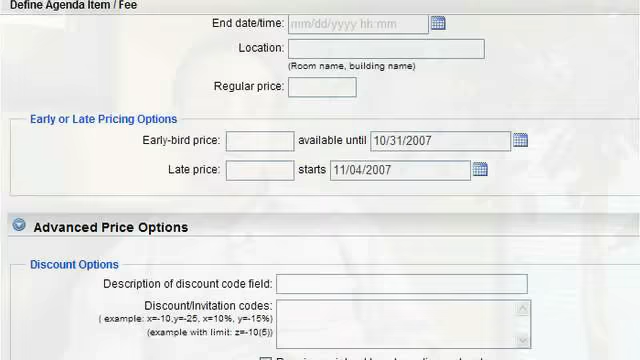 Define Agenda Item / Fee
End date/time: mm/dd/yyyy hh:mm
Location:
(Room name, building name)
Regular price:
Early or Late Pricing Options
Early-bird price: available until 10/31/2007
Late price: starts 11/04/2007
Advanced Price Options
Discount Options
Description of discount code field:
Discount/Invitation codes:
( example: x=-10,y=-25, x=10%, y=-15%)
(example with limit: z=-10(5))